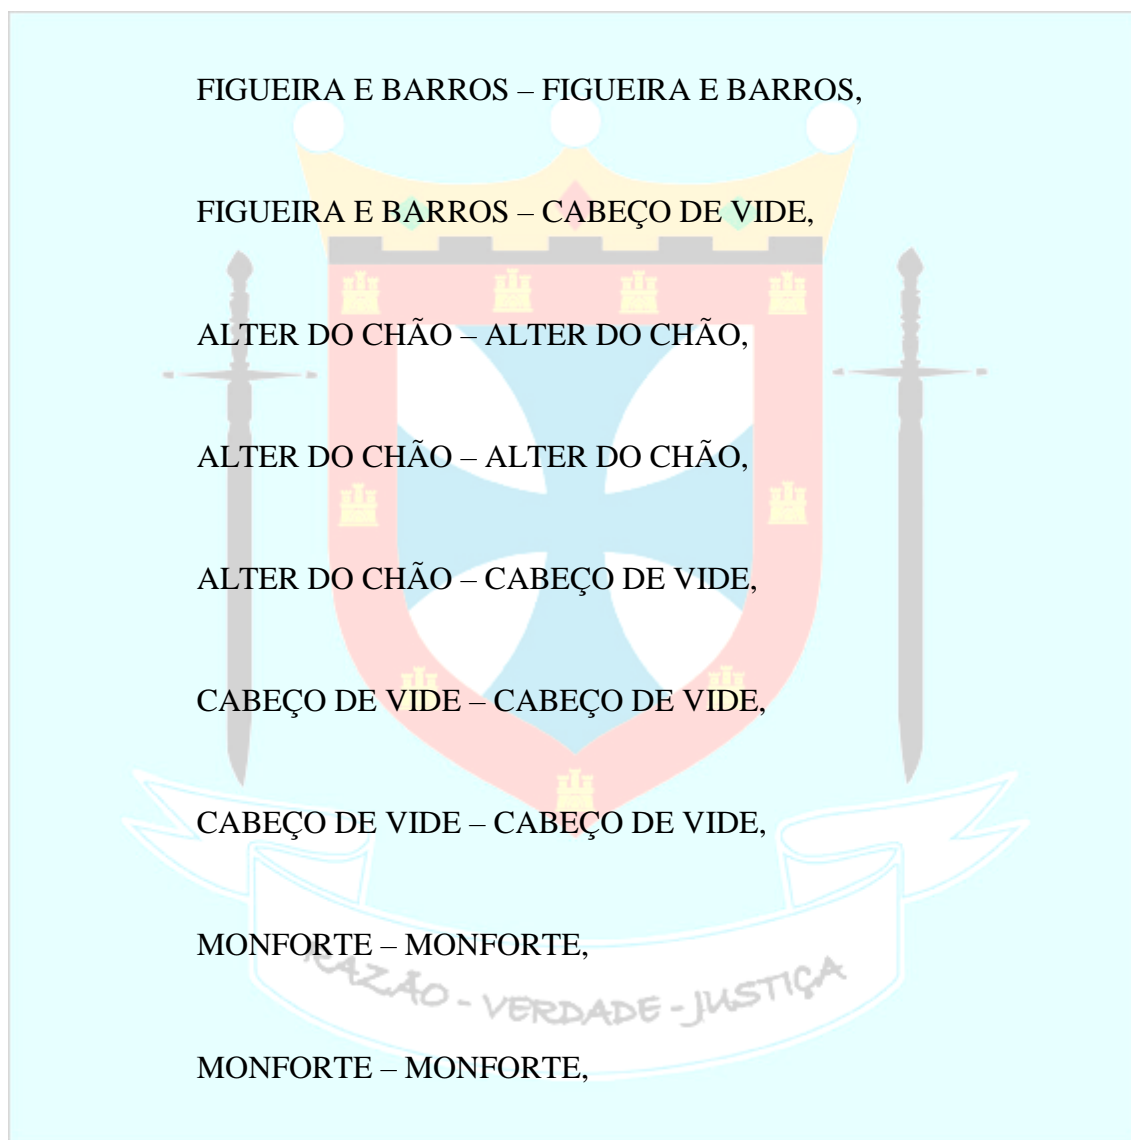 FIGUEIRA E BARROS – FIGUEIRA E BARROS,
FIGUEIRA E BARROS – CABEÇO DE VIDE,
ALTER DO CHÃO – ALTER DO CHÃO,
ALTER DO CHÃO – ALTER DO CHÃO,
ALTER DO CHÃO – CABEÇO DE VIDE,
CABEÇO DE VIDE – CABEÇO DE VIDE,
CABEÇO DE VIDE – CABEÇO DE VIDE,
MONFORTE – MONFORTE,
RAZÃO - VERDADE - JUSTIÇA
MONFORTE – MONFORTE,